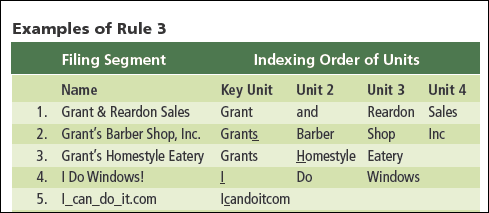 Examples of Rule 3
Filing Segment Indexing Order of Units
Name Key Unit Unit 2 Unit 3 Unit 4
1. Grant & Reardon Sales Grant and Reardon Sales
2. Grant's Barber Shop, Inc. Grants Barber Shop Inc
3. Grant's Homestyle Eatery Grants Homestyle Eatery
4. I Do Windows! I Do Windows
5. I_can_do_it.com Icandoitcom